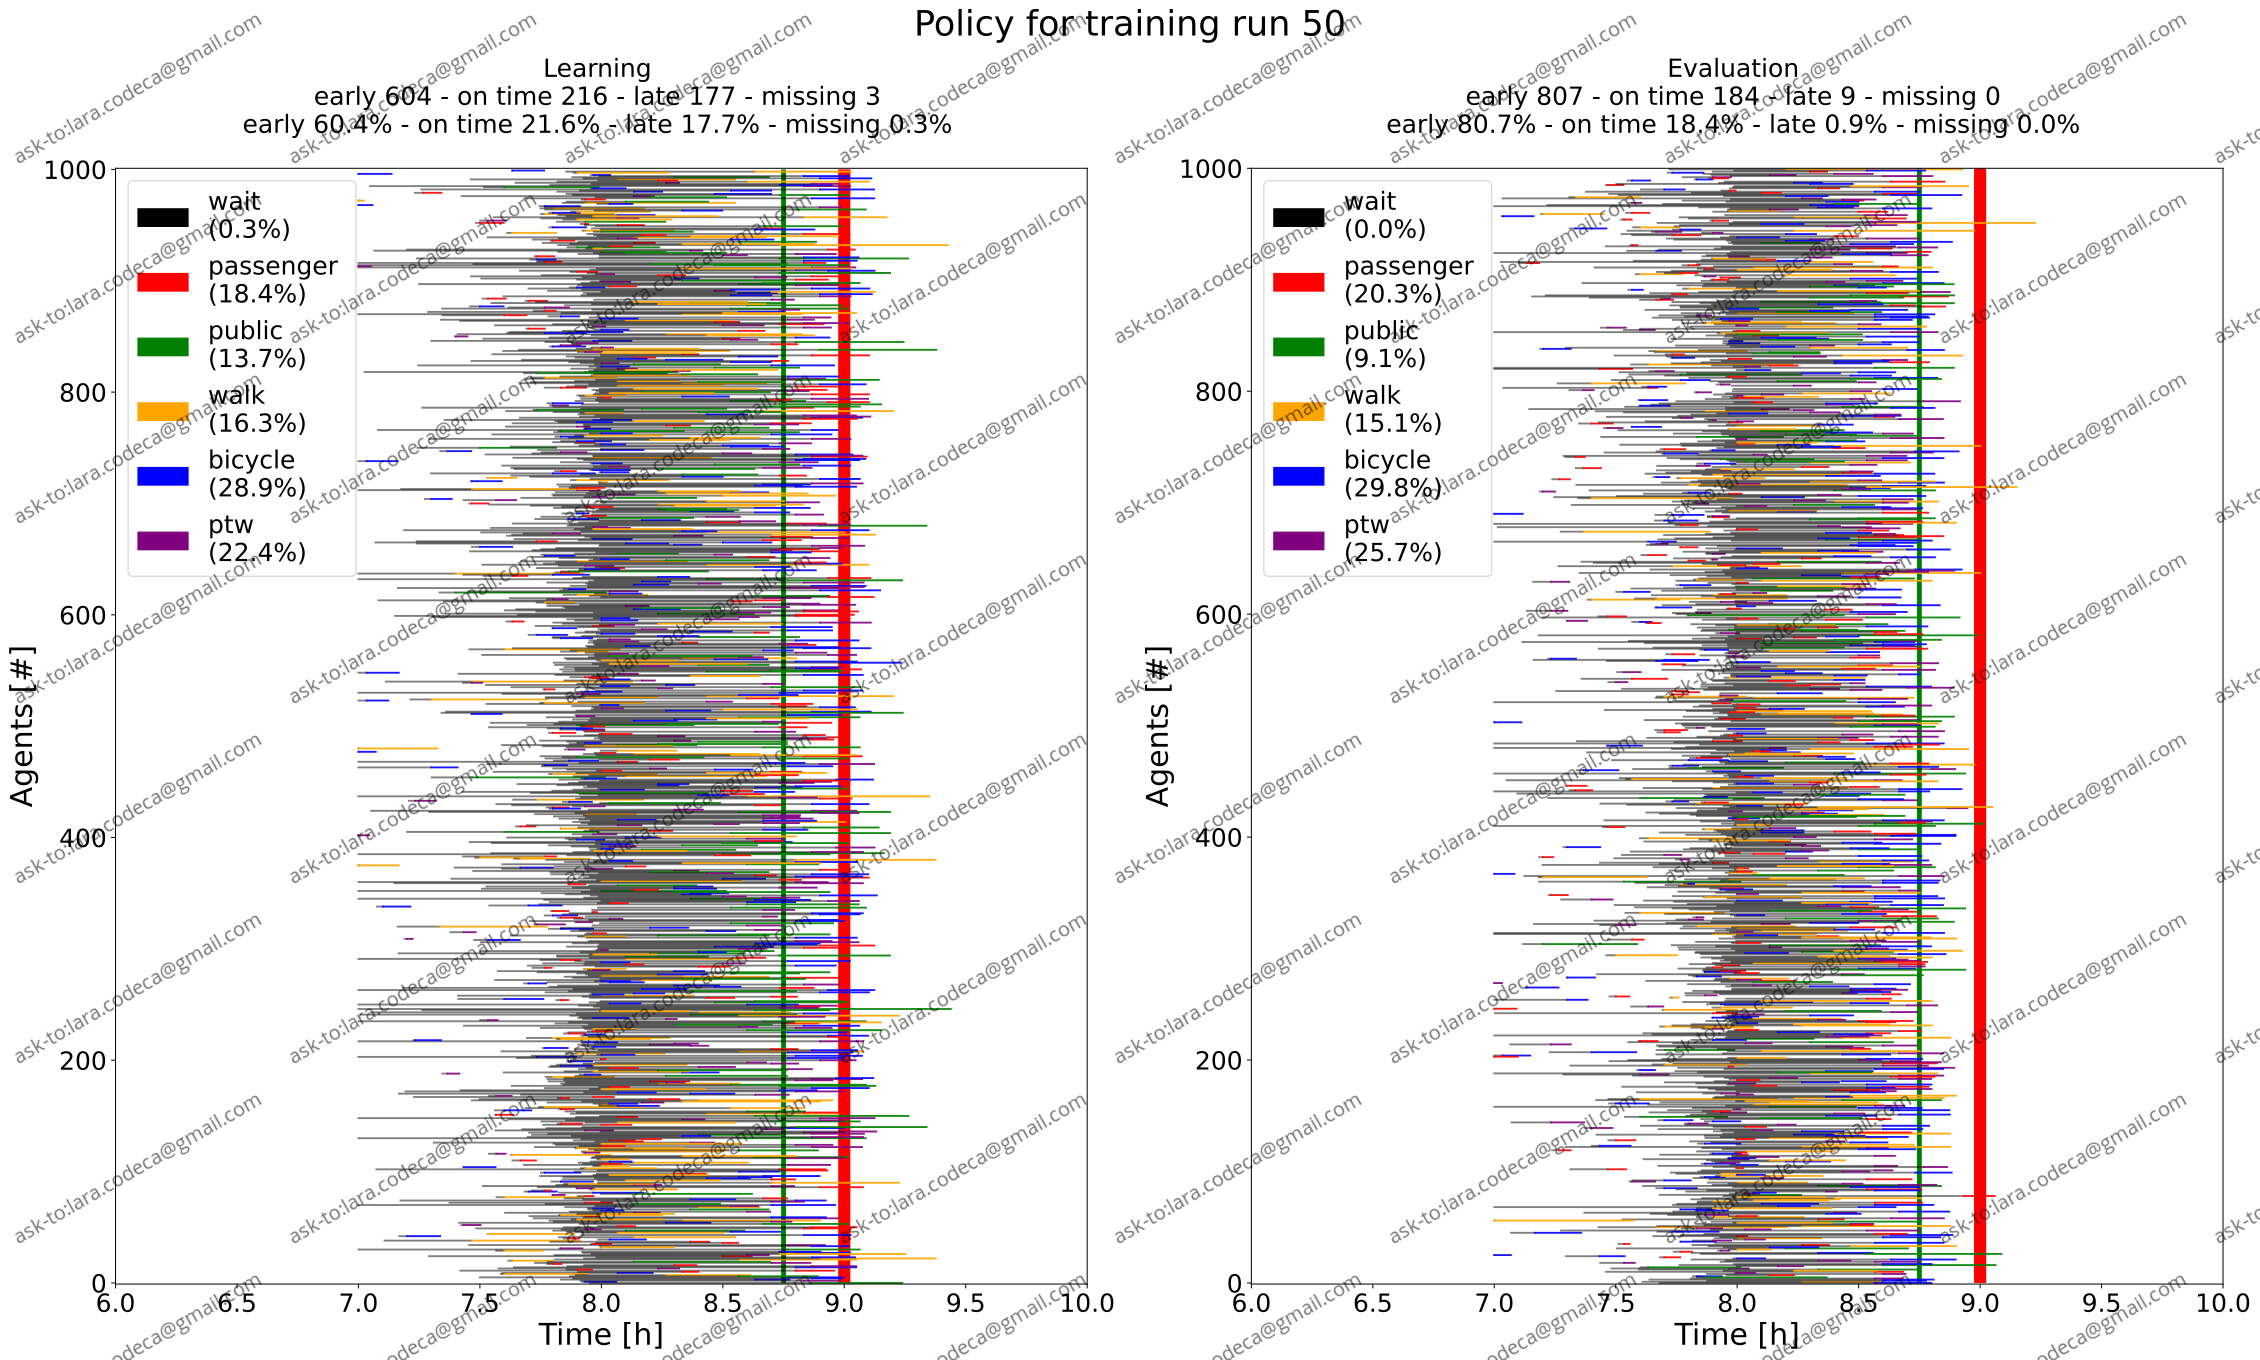 Policy for training run 50
Learning
early 604 - on time 216 - late 177 - missing 3
early 60.4% - on time 21.6% - late 17.7% - missing 0.3%
1000
800
600
400
200
0
Agents [#]
wait
(0.3%)
passenger
(18.4%)
public
(13.7%)
walk
(16.3%)
bicycle
(28.9%)
ptw
(22.4%)
6.0 6.5 7.0 7.5 8.0 8.5 9.0 9.5 10.0
Time [h]
Evaluation
early 807 - on time 184 - late 9 - missing 0
early 80.7% - on time 18.4% - late 0.9% - missing 0.0%
1000
800
600
400
200
0
Agents [#]
wait
(0.0%)
passenger
(20.3%)
public
(9.1%)
walk
(15.1%)
bicycle
(29.8%)
ptw
(25.7%)
6.0 6.5 7.0 7.5 8.0 8.5 9.0 9.5 10.0
Time [h]
ask-to:lara.codeca@gmail.com